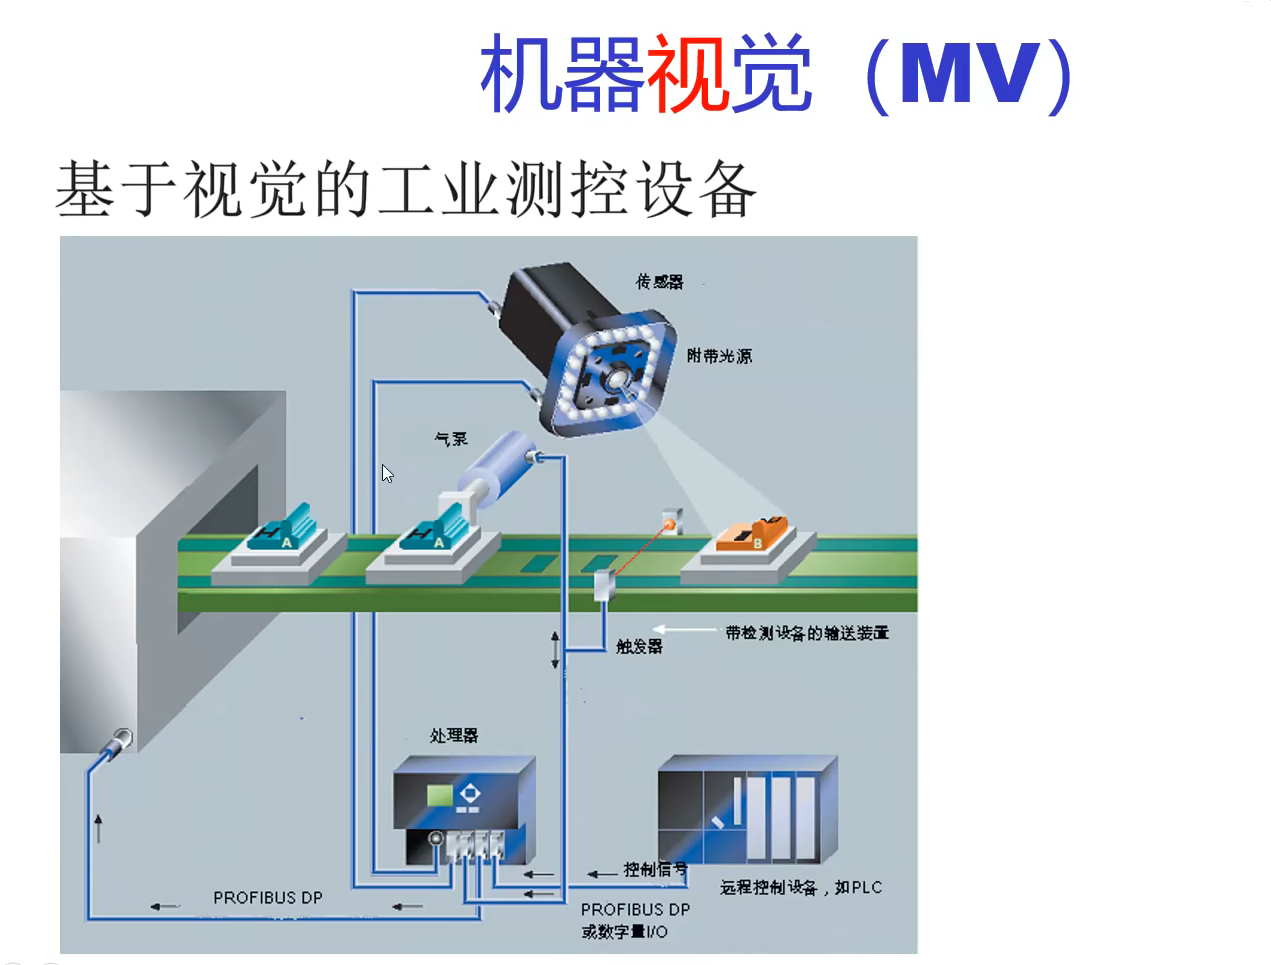 机器视觉（MV）
基于视觉的工业测控设备
传感器
附带光源
气泵
H
A
H
A
B
触发器
带检测设备的输送装置
处理器
控制信号
远程控制设备，如PLC
PROFIBUS DP
PROFIBUS DP
或数字量I/O